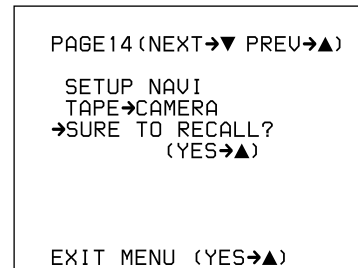 PAGE14(NEXT→▼ PREV→▲)
SETUP NAVI
TAPE→CAMERA
→SURE TO RECALL?
(YES→▲)
EXIT MENU (YES→▲)